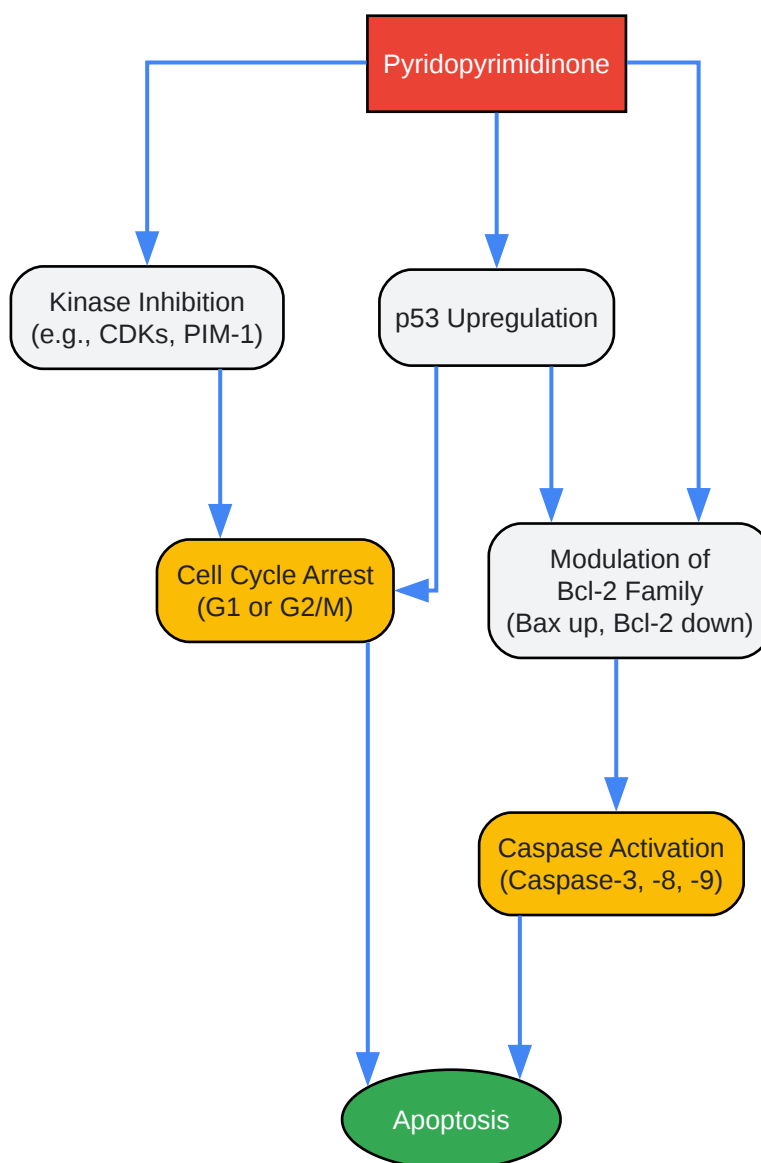 Pyridopyrimidinone
Kinase Inhibition
(e.g., CDKs, PIM-1)
p53 Upregulation
Cell Cycle Arrest
(G1 or G2/M)
Modulation of
Bcl-2 Family
(Bax up, Bcl-2 down)
Caspase Activation
(Caspase-3, -8, -9)
Apoptosis